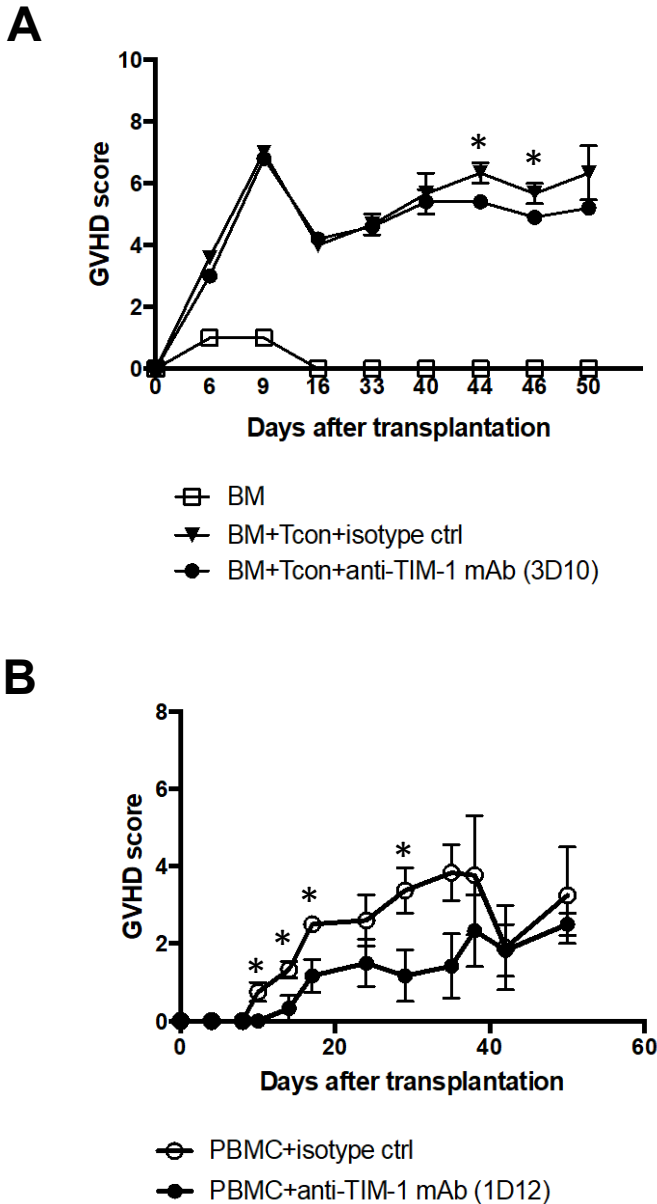 A
10
8
6
4
2
0
GVHD score
* *
0 6 9 16 33 40 44 46 50
Days after transplantation
BM
BM+Tcon+isotype ctrl
BM+Tcon+anti-TIM-1 mAb (3D10)
B
8
6
4
2
0
GVHD score
* * * *
0 20 40 60
Days after transplantation
PBMC+isotype ctrl
PBMC+anti-TIM-1 mAb (1D12)